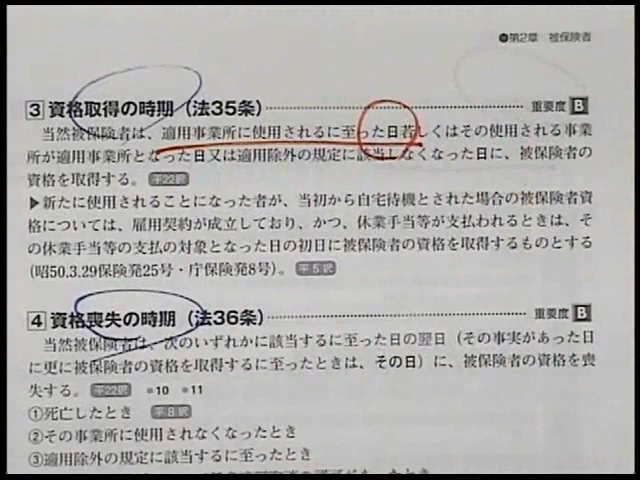 ●第2章 被保険者
3 資格取得の時期(法35条) 重要度 B
当然被保険者は、適用事業所に使用されるに至った日若しくはその使用される事業
所が適用事業所となった日又は適用除外の規定に該当しなくなった日に、被保険者の
資格を取得する。 平22択
▶新たに使用されることになった者が、当初から自宅待機とされた場合の被保険者資
格については、雇用契約が成立しており、かつ、休業手当等が支払われるときは、そ
の休業手当等の支払の対象となった日の初日に被保険者の資格を取得するものとする
(昭50.3.29保険発25号・庁保険発8号)。 平5択
4 資格喪失の時期(法36条) 重要度 B
当然被保険者は、次のいずれかに該当するに至った日の翌日(その事実があった日
に更に被保険者の資格を取得するに至ったときは、その日)に、被保険者の資格を喪
失する。 平22択 ●10 ●11
①死亡したとき 平8択
②その事業所に使用されなくなったとき
③適用除外の規定に該当するに至ったとき